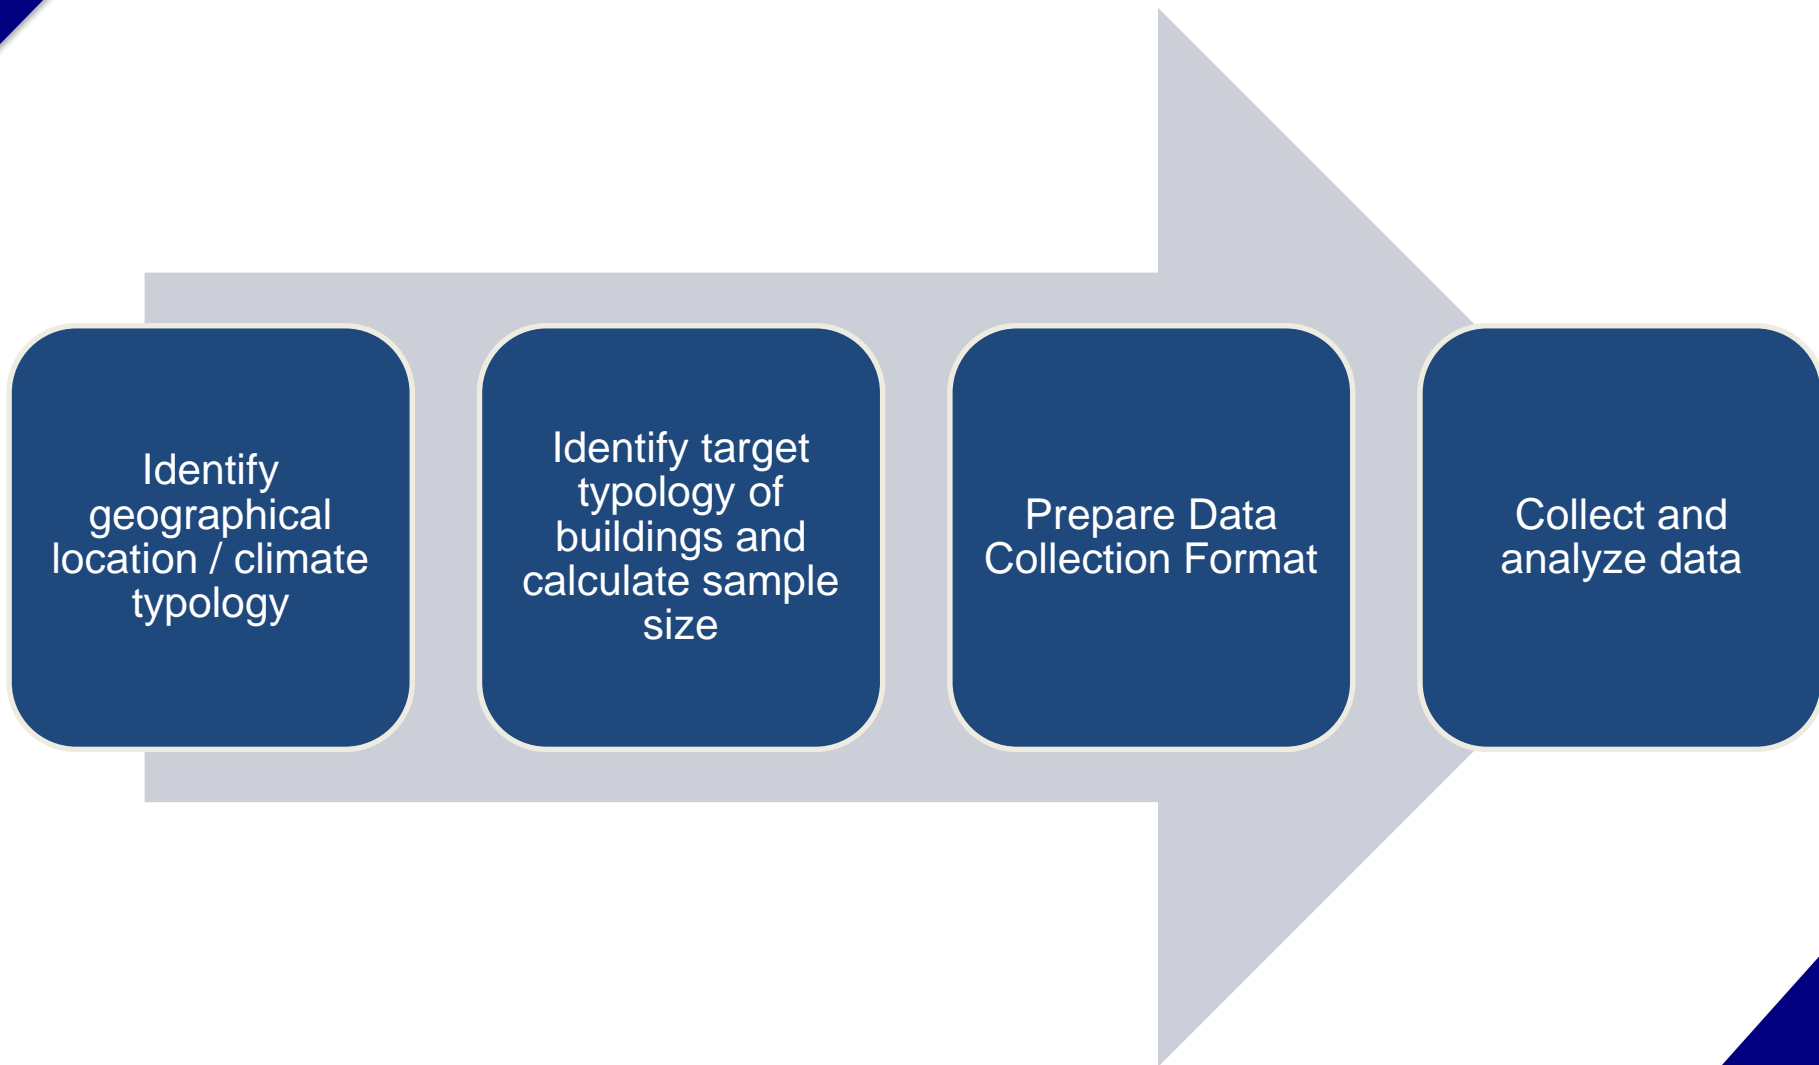 Identify
geographical
location / climate
typology
Identify target
typology of
buildings and
calculate sample
size
Prepare Data
Collection Format
Collect and
analyze data